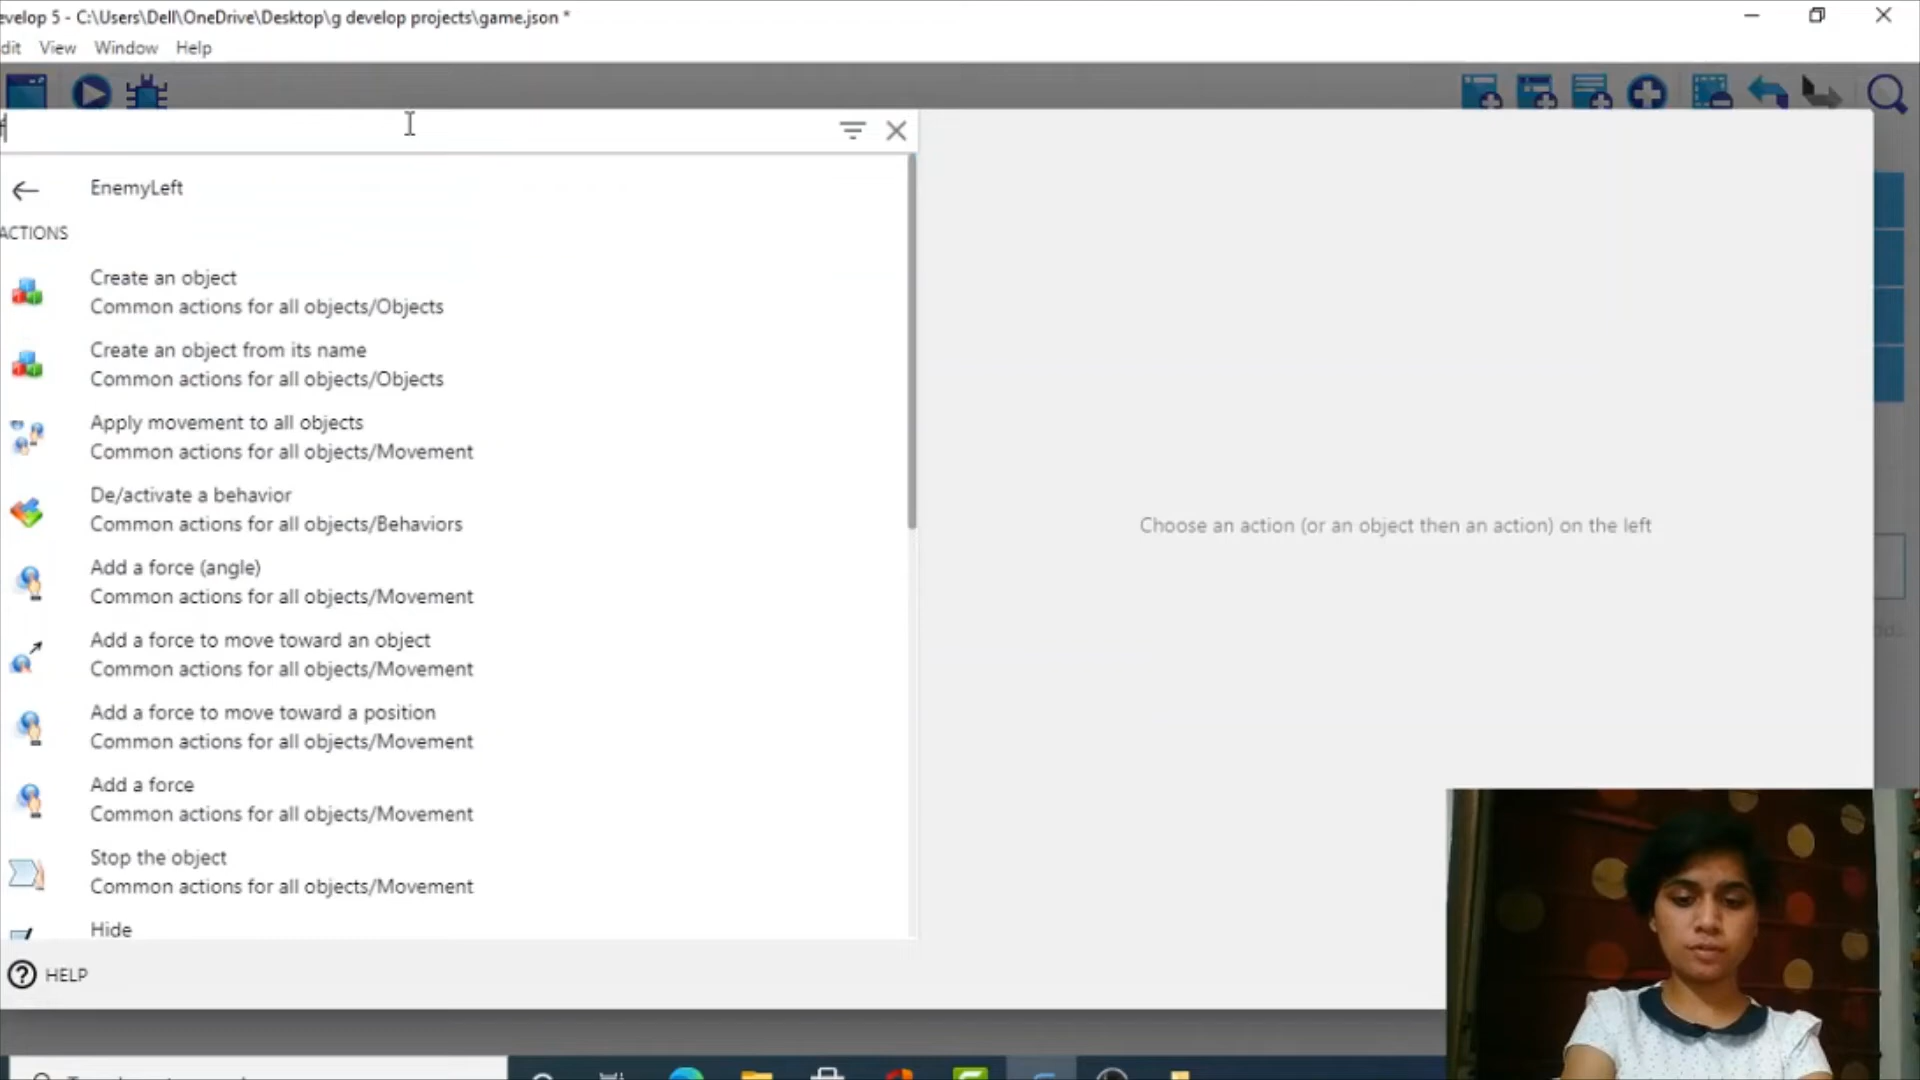 evelop 5 - C:\Users\Dell\OneDrive\Desktop\g develop projects\game.json *
dit View Window Help
f
EnemyLeft
ACTIONS
Create an object
Common actions for all objects/Objects
Create an object from its name
Common actions for all objects/Objects
Apply movement to all objects
Common actions for all objects/Movement
De/activate a behavior
Common actions for all objects/Behaviors
Add a force (angle)
Common actions for all objects/Movement
Add a force to move toward an object
Common actions for all objects/Movement
Add a force to move toward a position
Common actions for all objects/Movement
Add a force
Common actions for all objects/Movement
Stop the object
Common actions for all objects/Movement
Hide
HELP
Choose an action (or an object then an action) on the left